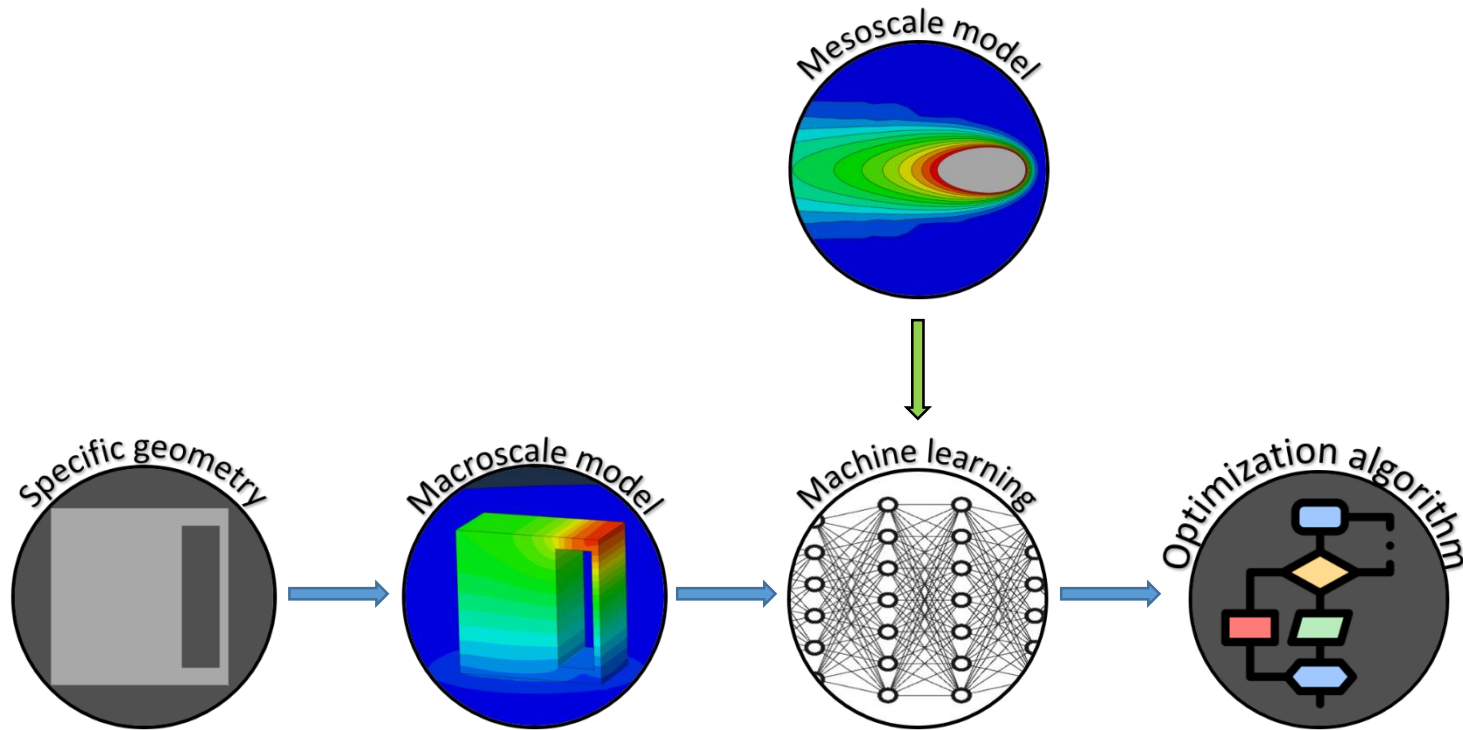 Mesoscale model
Specific geometry
Macroscale model
Machine learning
Optimization algorithm